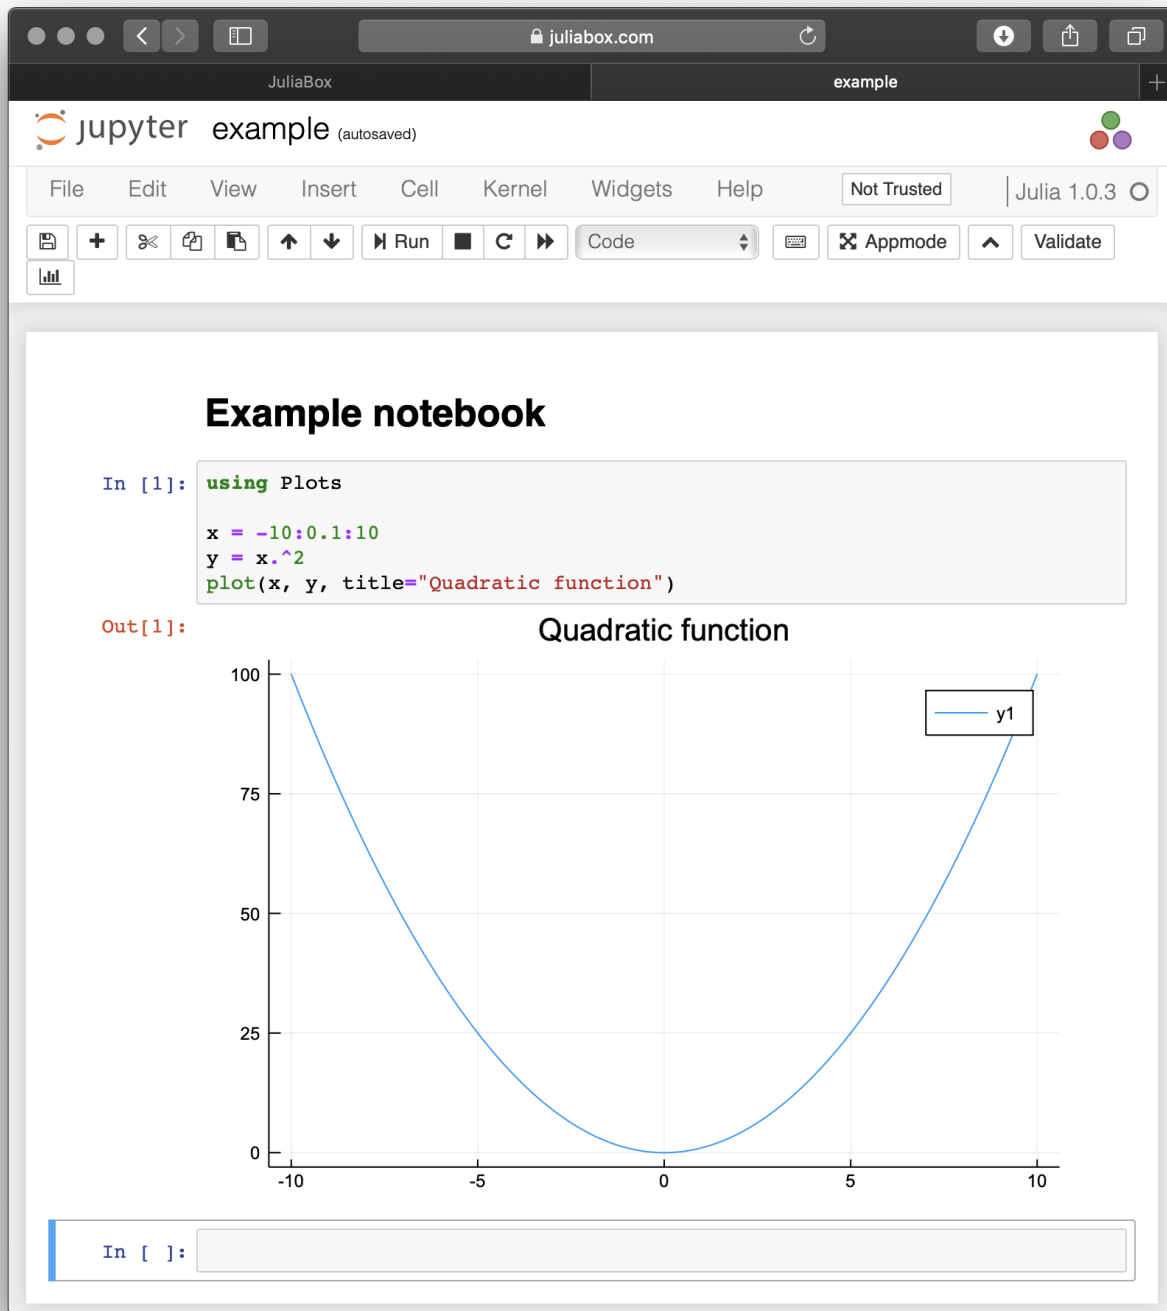 juliabox.com
JuliaBox
example
jupyter example (autosaved)
File Edit View Insert Cell Kernel Widgets Help Not Trusted Julia 1.0.3
Run Code Appmode Validate
Example notebook
In [1]: using Plots
x = -10:0.1:10
y = x.^2
plot(x, y, title="Quadratic function")
Out[1]:
Quadratic function
100
y1
75
50
25
0
-10 -5 0 5 10
In [ ]: